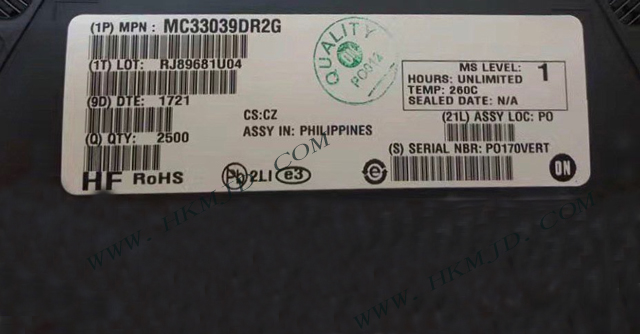 (1P) MPN : MC33039DR2G
(1T) LOT: RJ89681U04
(9D) DTE: 1721
(Q) QTY: 2500
HF RoHS
CS:CZ
ASSY IN: PHILIPPINES
Pb 2LI e3
QUALITY
ON
PO012
MS LEVEL: 1
HOURS: UNLIMITED
TEMP: 260C
SEALED DATE: N/A
(21L) ASSY LOC: PO
(S) SERIAL NBR: PO170VERT
e
ON
www.HKMJD.COM
www.HKMJD.COM